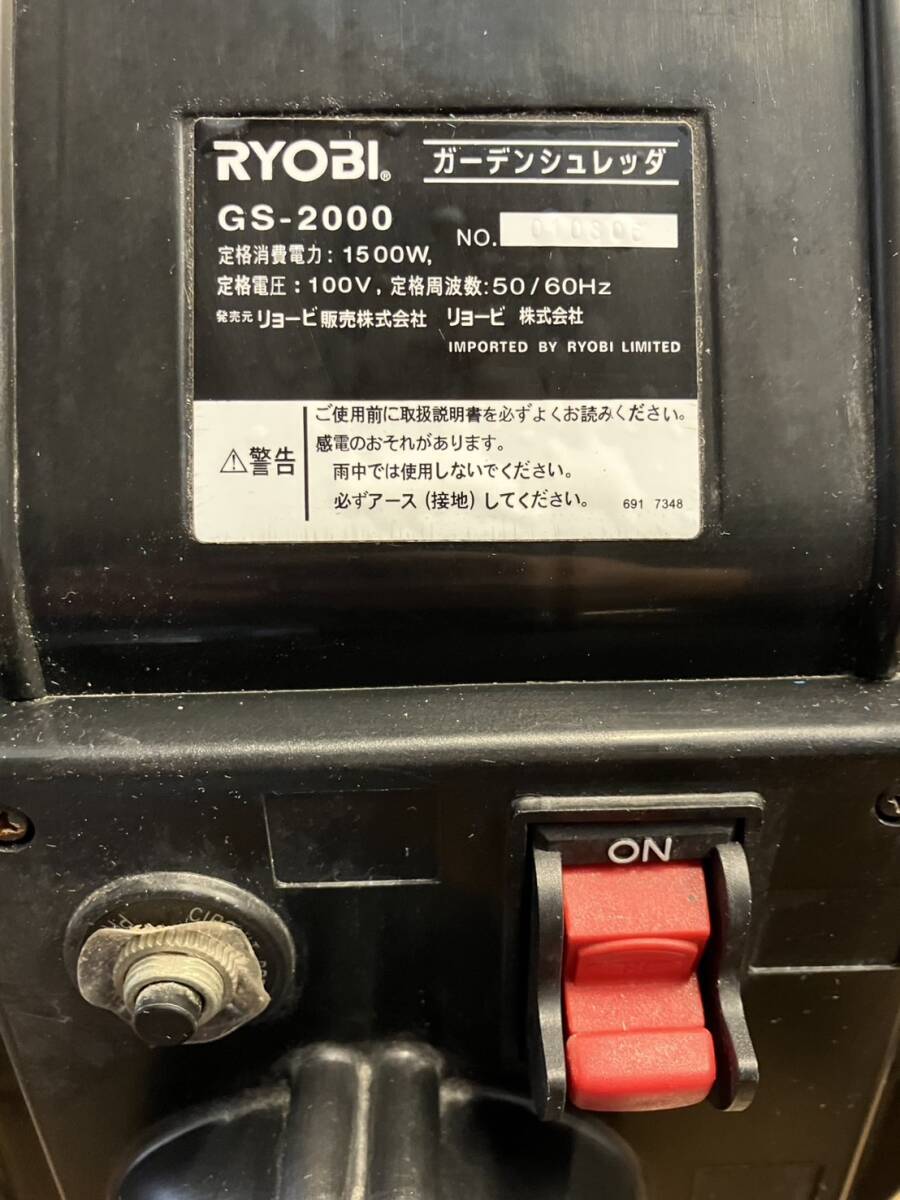 RYOBI® ガーデンシュレッダ
GS-2000
NO.
定格消費電力: 1500W,
定格電圧: 100V, 定格周波数: 50/60Hz
発売元 リョービ販売株式会社 リョービ 株式会社
IMPORTED BY RYOBI LIMITED
⚠警告
ご使用前に取扱説明書を必ずよくお読みください。
感電のおそれがあります。
雨中では使用しないでください。
必ずアース (接地) してください。
691 7348
ON